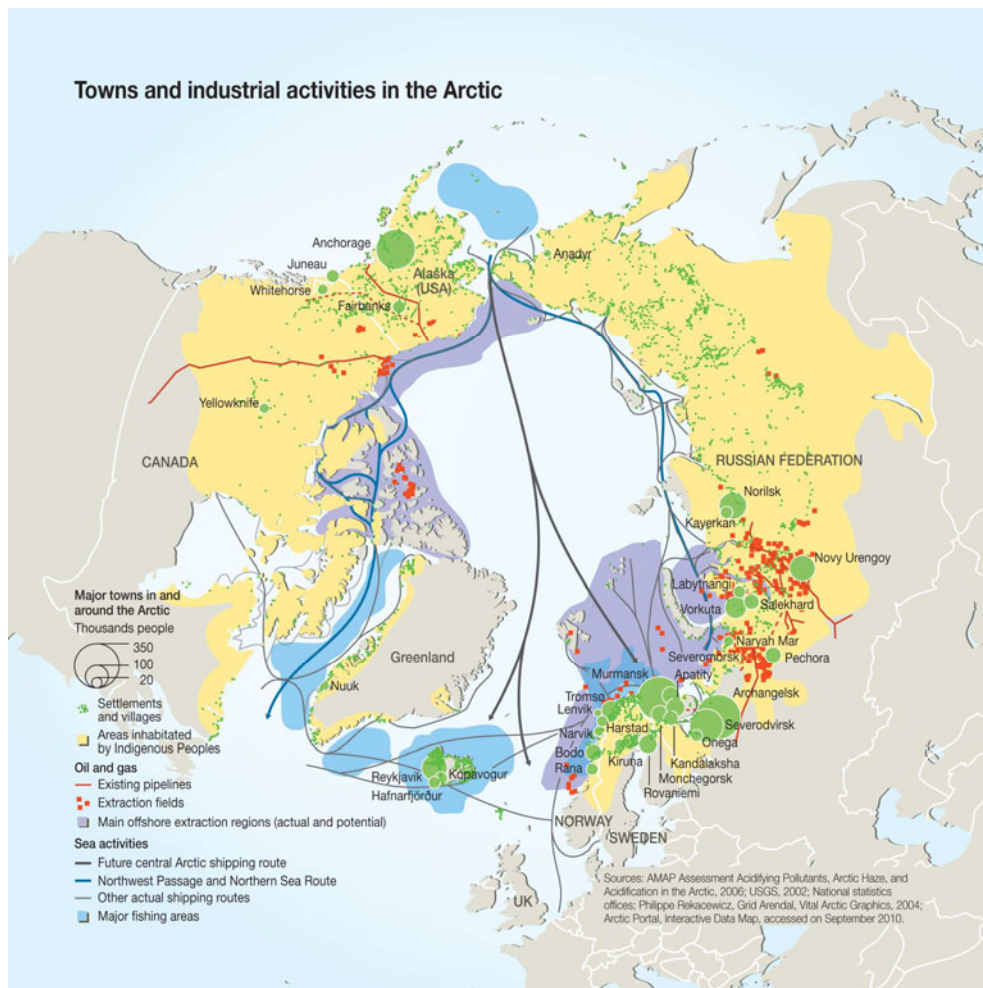 Towns and industrial activities in the Arctic
Anchorage
Juneau
Whitehorse
Alaska
(USA)
Fairbanks
Anadyr
Yellowknife
CANADA
RUSSIAN FEDERATION
Norilsk
Kayerkan
Novy Urengoy
Labytnangi
Salekhard
Vorkuta
Naryah Mar
Severomorsk
Pechora
Murmansk
Apatity
Archangelsk
Tromso
Lenvik
Severodvirsk
Harstad
Narvik
Onega
Bodo
Kiruna
Kandalaksha
Rana
Monchegorsk
Rovaniemi
Greenland
Nuuk
Reykjavik
Kopavogur
Hafnarfjörður
NORWAY
SWEDEN
UK
Major towns in and
around the Arctic
Thousands people
350
100
20
Settlements
and villages
Areas inhabitated
by Indigenous Peoples
Oil and gas
Existing pipelines
Extraction fields
Main offshore extraction regions (actual and potential)
Sea activities
Future central Arctic shipping route
Northwest Passage and Northern Sea Route
Other actual shipping routes
Major fishing areas
Sources: AMAP Assessment Acidifying Pollutants, Arctic Haze, and
Acidification in the Arctic, 2006; USGS, 2002; National statistics
offices; Philippe Rekacewicz, Grid Arendal, Vital Arctic Graphics, 2004;
Arctic Portal, Interactive Data Map, accessed on September 2010.